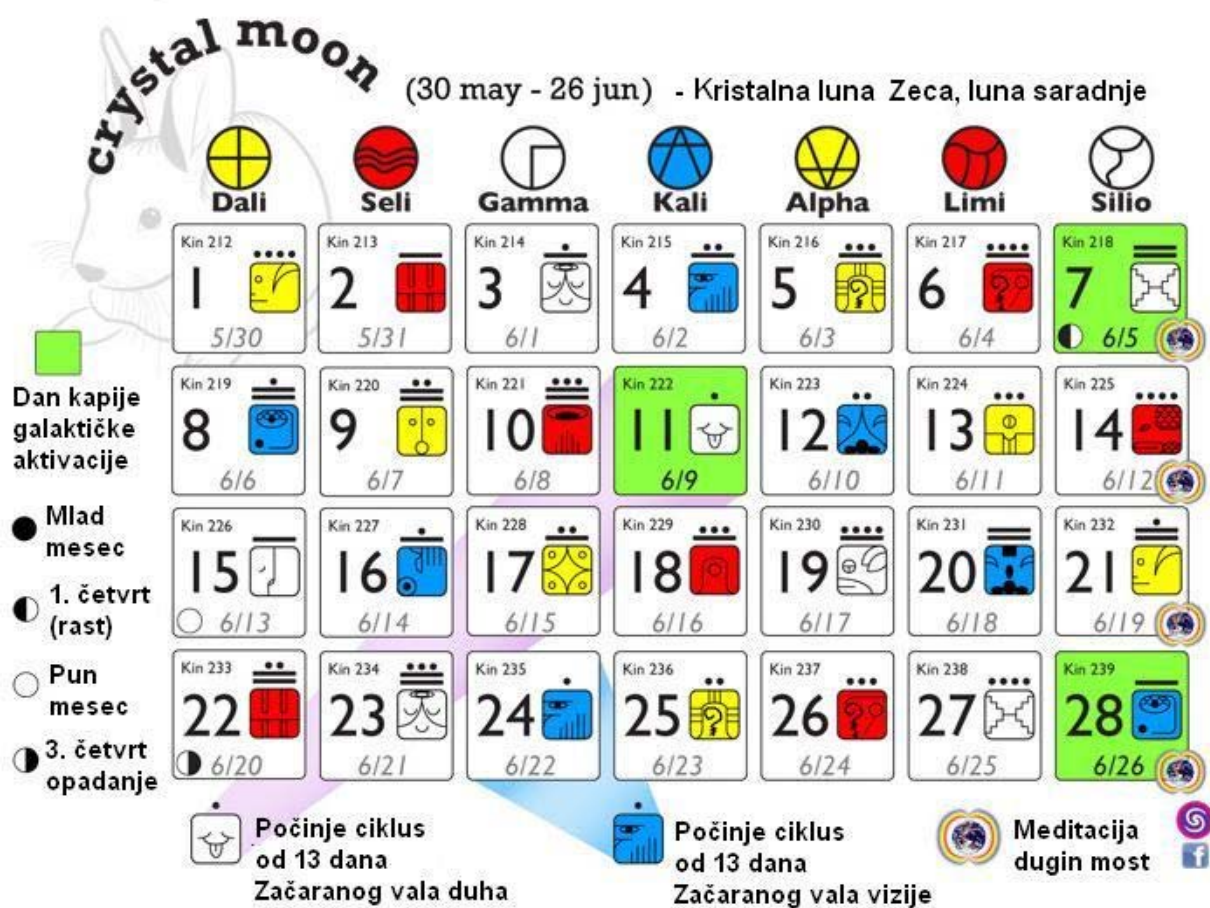 crystal moon
(30 may - 26 jun) - Kristalna luna Zeca, luna saradnje
Dali Seli Gamma Kali Alpha Limi Silio
Kin 212 Kin 213 Kin 214 Kin 215 Kin 216 Kin 217 Kin 218
1 2 3 4 5 6 7
5/30 5/31 6/1 6/2 6/3 6/4 6/5
Kin 219 Kin 220 Kin 221 Kin 222 Kin 223 Kin 224 Kin 225
8 9 10 11 12 13 14
6/6 6/7 6/8 6/9 6/10 6/11 6/12
Kin 226 Kin 227 Kin 228 Kin 229 Kin 230 Kin 231 Kin 232
15 16 17 18 19 20 21
6/13 6/14 6/15 6/16 6/17 6/18 6/19
Kin 233 Kin 234 Kin 235 Kin 236 Kin 237 Kin 238 Kin 239
22 23 24 25 26 27 28
6/20 6/21 6/22 6/23 6/24 6/25 6/26
Dan kapije
galaktičke
aktivacije
Mlad
mesec
1. četvrt
(rast)
Pun
mesec
3. četvrt
opadanje
Počinje ciklus
od 13 dana
Začaranog vala duha
Počinje ciklus
od 13 dana
Začaranog vala vizije
Meditacija
dugin most
f